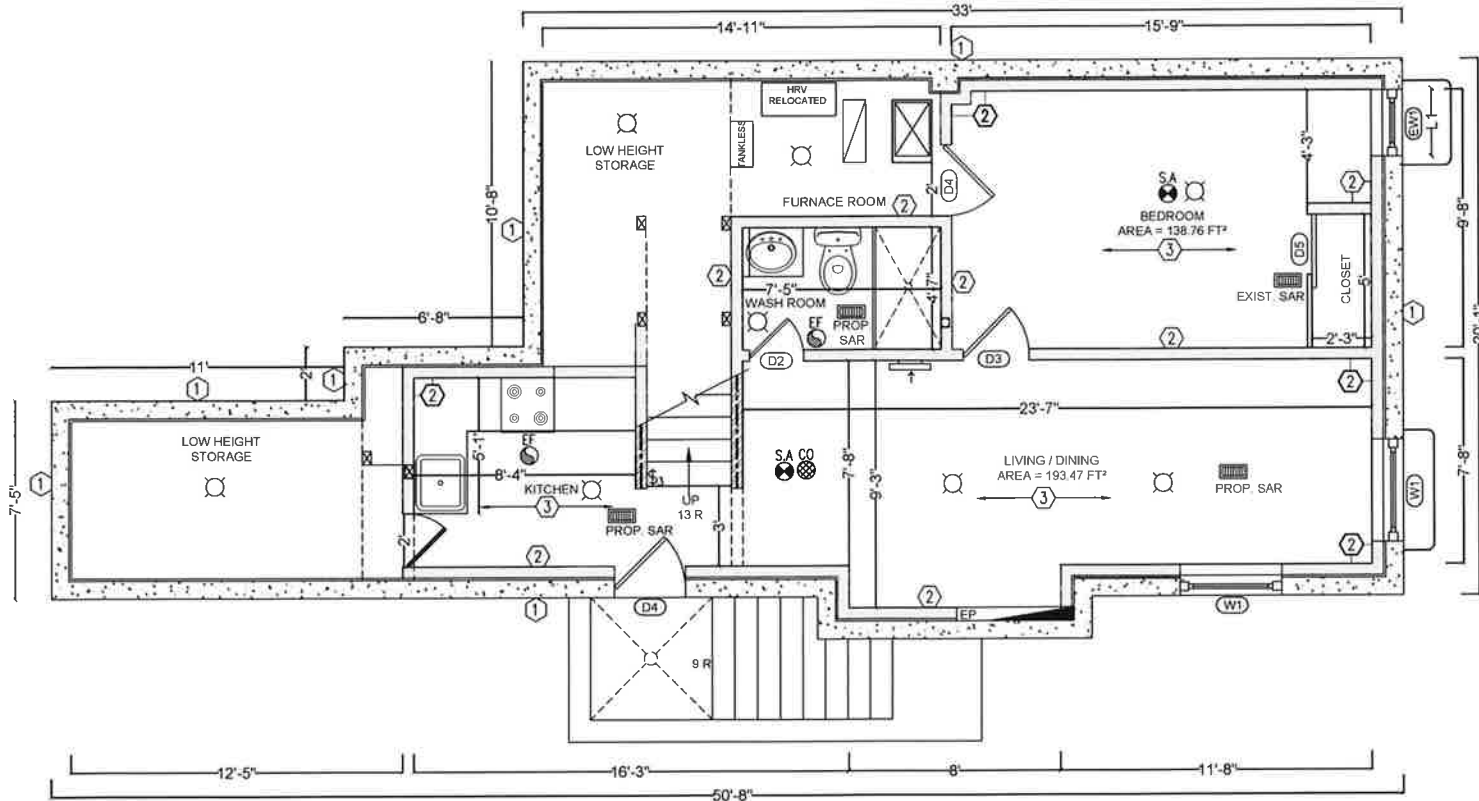 33'
14'-11"
15'-9"
1
HRV
RELOCATED
2
EW1
L1
LOW HEIGHT
STORAGE
TANKLESS
4'-3"
10'-8"
2'
D4
S.A
2
FURNACE ROOM
2
BEDROOM
AREA = 138.76 FT²
3
9'-8"
1
2
7'-5"
4'-7"
2
D5
CLOSET
5'
EXIST. SAR
WASH ROOM
EF
PROP
SAR
1
20'-1"
6'-8"
D2
D3
2
2'-3"
11'
2'
1
1
2
2
23'-7"
LOW HEIGHT
STORAGE
EF
5'-1"
8'-4"
S.A CO
7'-8"
9'-3"
LIVING / DINING
AREA = 193.47 FT²
3
PROP. SAR
7'-8"
W1
1
7'-5"
KITCHEN
3
$3
UP
13 R
PROP. SAR
3'
2'
2
2
1
D4
2
EP
W1
9 R
12'-5"
16'-3"
8'
11'-8"
50'-8"